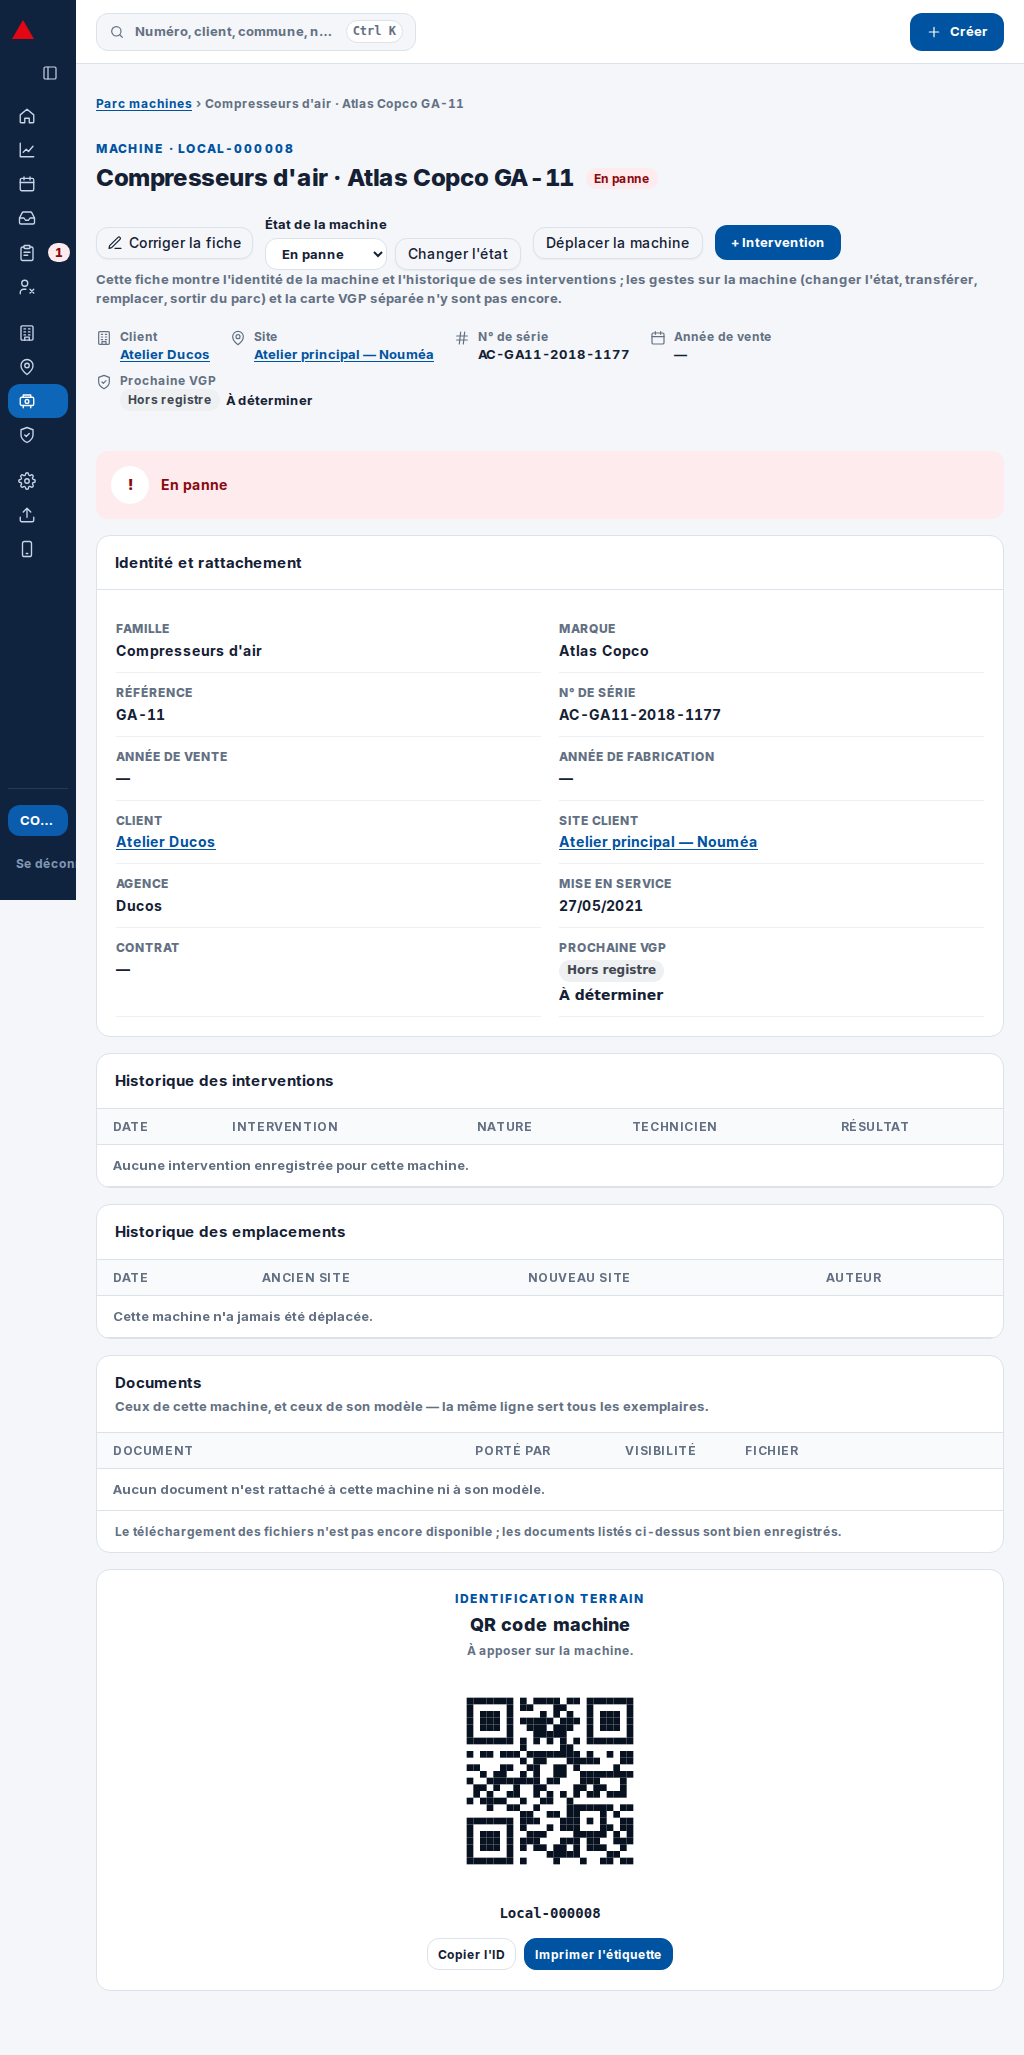 Numéro, client, commune, n... Ctrl K
+ Créer
Parc machines › Compresseurs d'air · Atlas Copco GA-11
MACHINE · LOCAL-000008
Compresseurs d'air · Atlas Copco GA-11 En panne
État de la machine
Corriger la fiche En panne Changer l'état Déplacer la machine + Intervention
Cette fiche montre l'identité de la machine et l'historique de ses interventions ; les gestes sur la machine (changer l'état, transférer,
remplacer, sortir du parc) et la carte VGP séparée n'y sont pas encore.
1
Client Site N° de série Année de vente
Atelier Ducos Atelier principal — Nouméa AC-GA11-2018-1177 —
Prochaine VGP
Hors registre À déterminer
! En panne
Identité et rattachement
FAMILLE MARQUE
Compresseurs d'air Atlas Copco
RÉFÉRENCE N° DE SÉRIE
GA-11 AC-GA11-2018-1177
ANNÉE DE VENTE ANNÉE DE FABRICATION
— —
CLIENT SITE CLIENT
Atelier Ducos Atelier principal — Nouméa
CO...
Se décon
AGENCE MISE EN SERVICE
Ducos 27/05/2021
CONTRAT PROCHAINE VGP
— Hors registre
À déterminer
Historique des interventions
DATE INTERVENTION NATURE TECHNICIEN RÉSULTAT
Aucune intervention enregistrée pour cette machine.
Historique des emplacements
DATE ANCIEN SITE NOUVEAU SITE AUTEUR
Cette machine n'a jamais été déplacée.
Documents
Ceux de cette machine, et ceux de son modèle — la même ligne sert tous les exemplaires.
DOCUMENT PORTÉ PAR VISIBILITÉ FICHIER
Aucun document n'est rattaché à cette machine ni à son modèle.
Le téléchargement des fichiers n'est pas encore disponible ; les documents listés ci-dessus sont bien enregistrés.
IDENTIFICATION TERRAIN
QR code machine
À apposer sur la machine.
Local-000008
Copier l'ID Imprimer l'étiquette